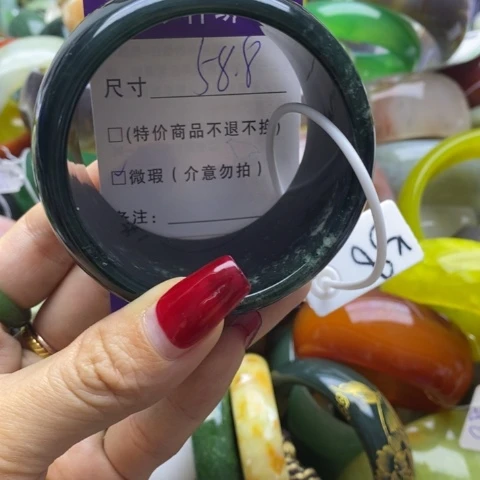 尺寸 58.8
□(特价商品不退不换)
☑微瑕(介意勿拍)
备注: